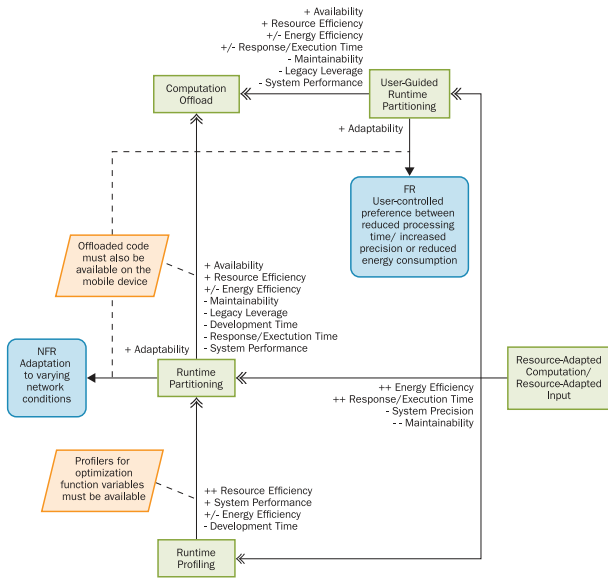 + Availability
+ Resource Efficiency
+/- Energy Efficiency
+/- Response/Execution Time
- Maintainability
- Legacy Leverage
- System Performance
Computation
Offload
User-Guided
Runtime
Partitioning
+ Adaptability
FR
User-controlled
preference between
reduced processing
time/ increased
precision or reduced
energy consumption
Offloaded code
must also be
available on the
mobile device
+ Availability
+ Resource Efficiency
+/- Energy Efficiency
- Maintainability
- Legacy Leverage
- Development Time
- Response/Exectution Time
- System Performance
NFR
Adaptation
to varying
network
conditions
+ Adaptability
Runtime
Partitioning
Resource-Adapted
Computation/
Resource-Adapted
Input
++ Energy Efficiency
++ Response/Execution Time
- System Precision
- - Maintainability
Profilers for
optimization
function variables
must be available
++ Resource Efficiency
+ System Performance
+/- Energy Efficiency
- Development Time
Runtime
Profiling